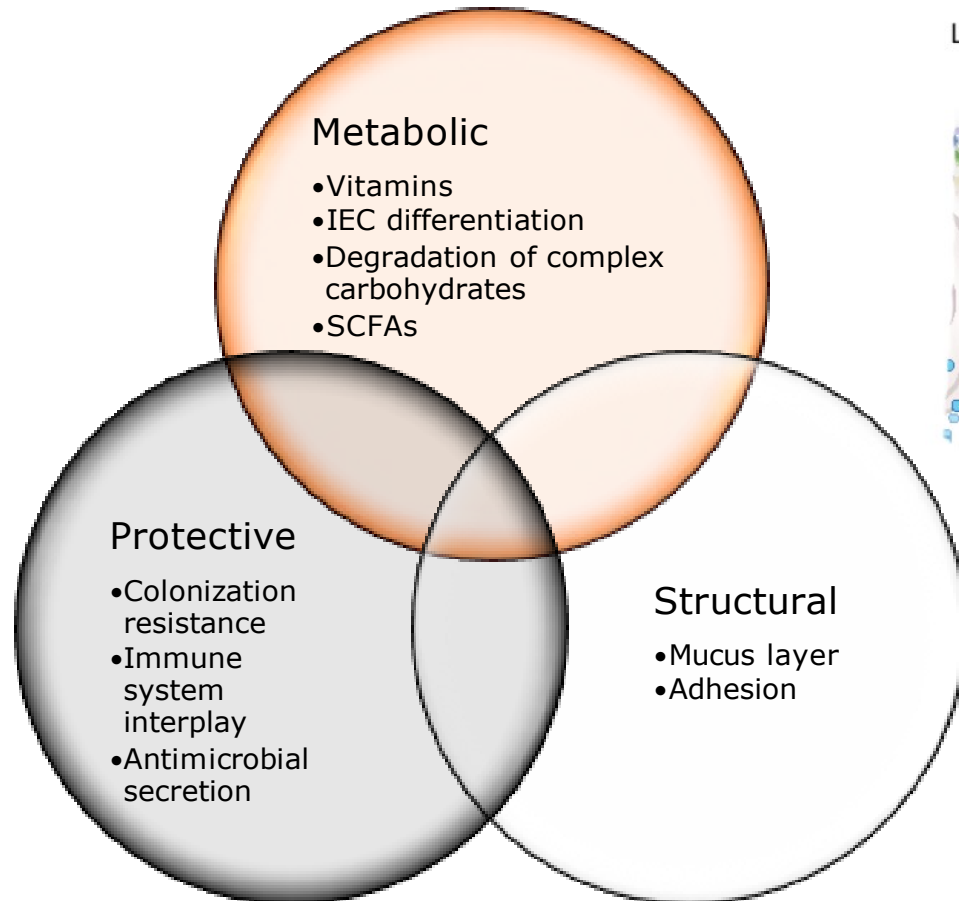 Metabolic
•Vitamins
•IEC differentiation
•Degradation of complex
carbohydrates
•SCFAs
Protective
•Colonization
resistance
•Immune
system
interplay
•Antimicrobial
secretion
Structural
•Mucus layer
•Adhesion